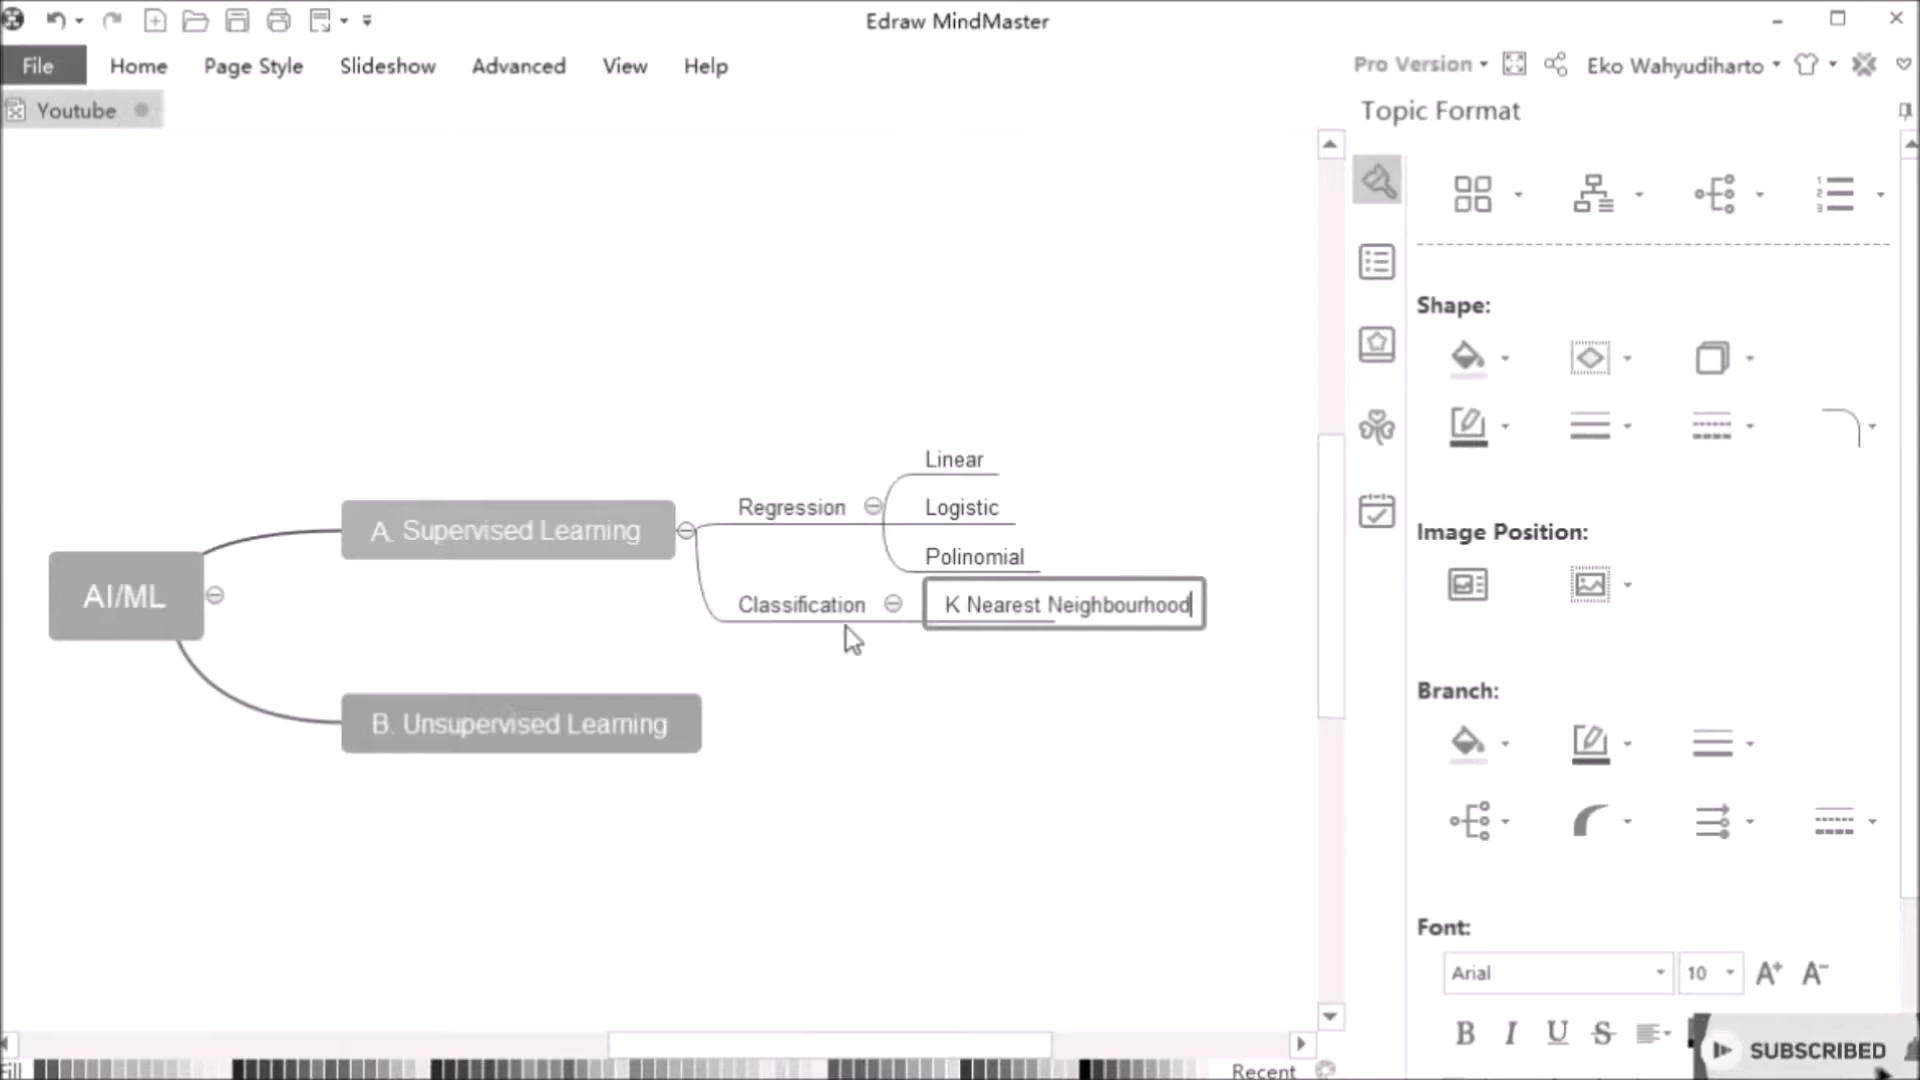 Edraw MindMaster
File Home Page Style Slideshow Advanced View Help
Pro Version Eko Wahyudiharto
Youtube
Topic Format
Shape:
Linear
Regression
Logistic
A. Supervised Learning
Polinomial
Image Position:
AI/ML
Classification
K Nearest Neighbourhood
Branch:
B. Unsupervised Learning
Font:
Arial 10 A+ A-
B I U S
SUBSCRIBED
Recent